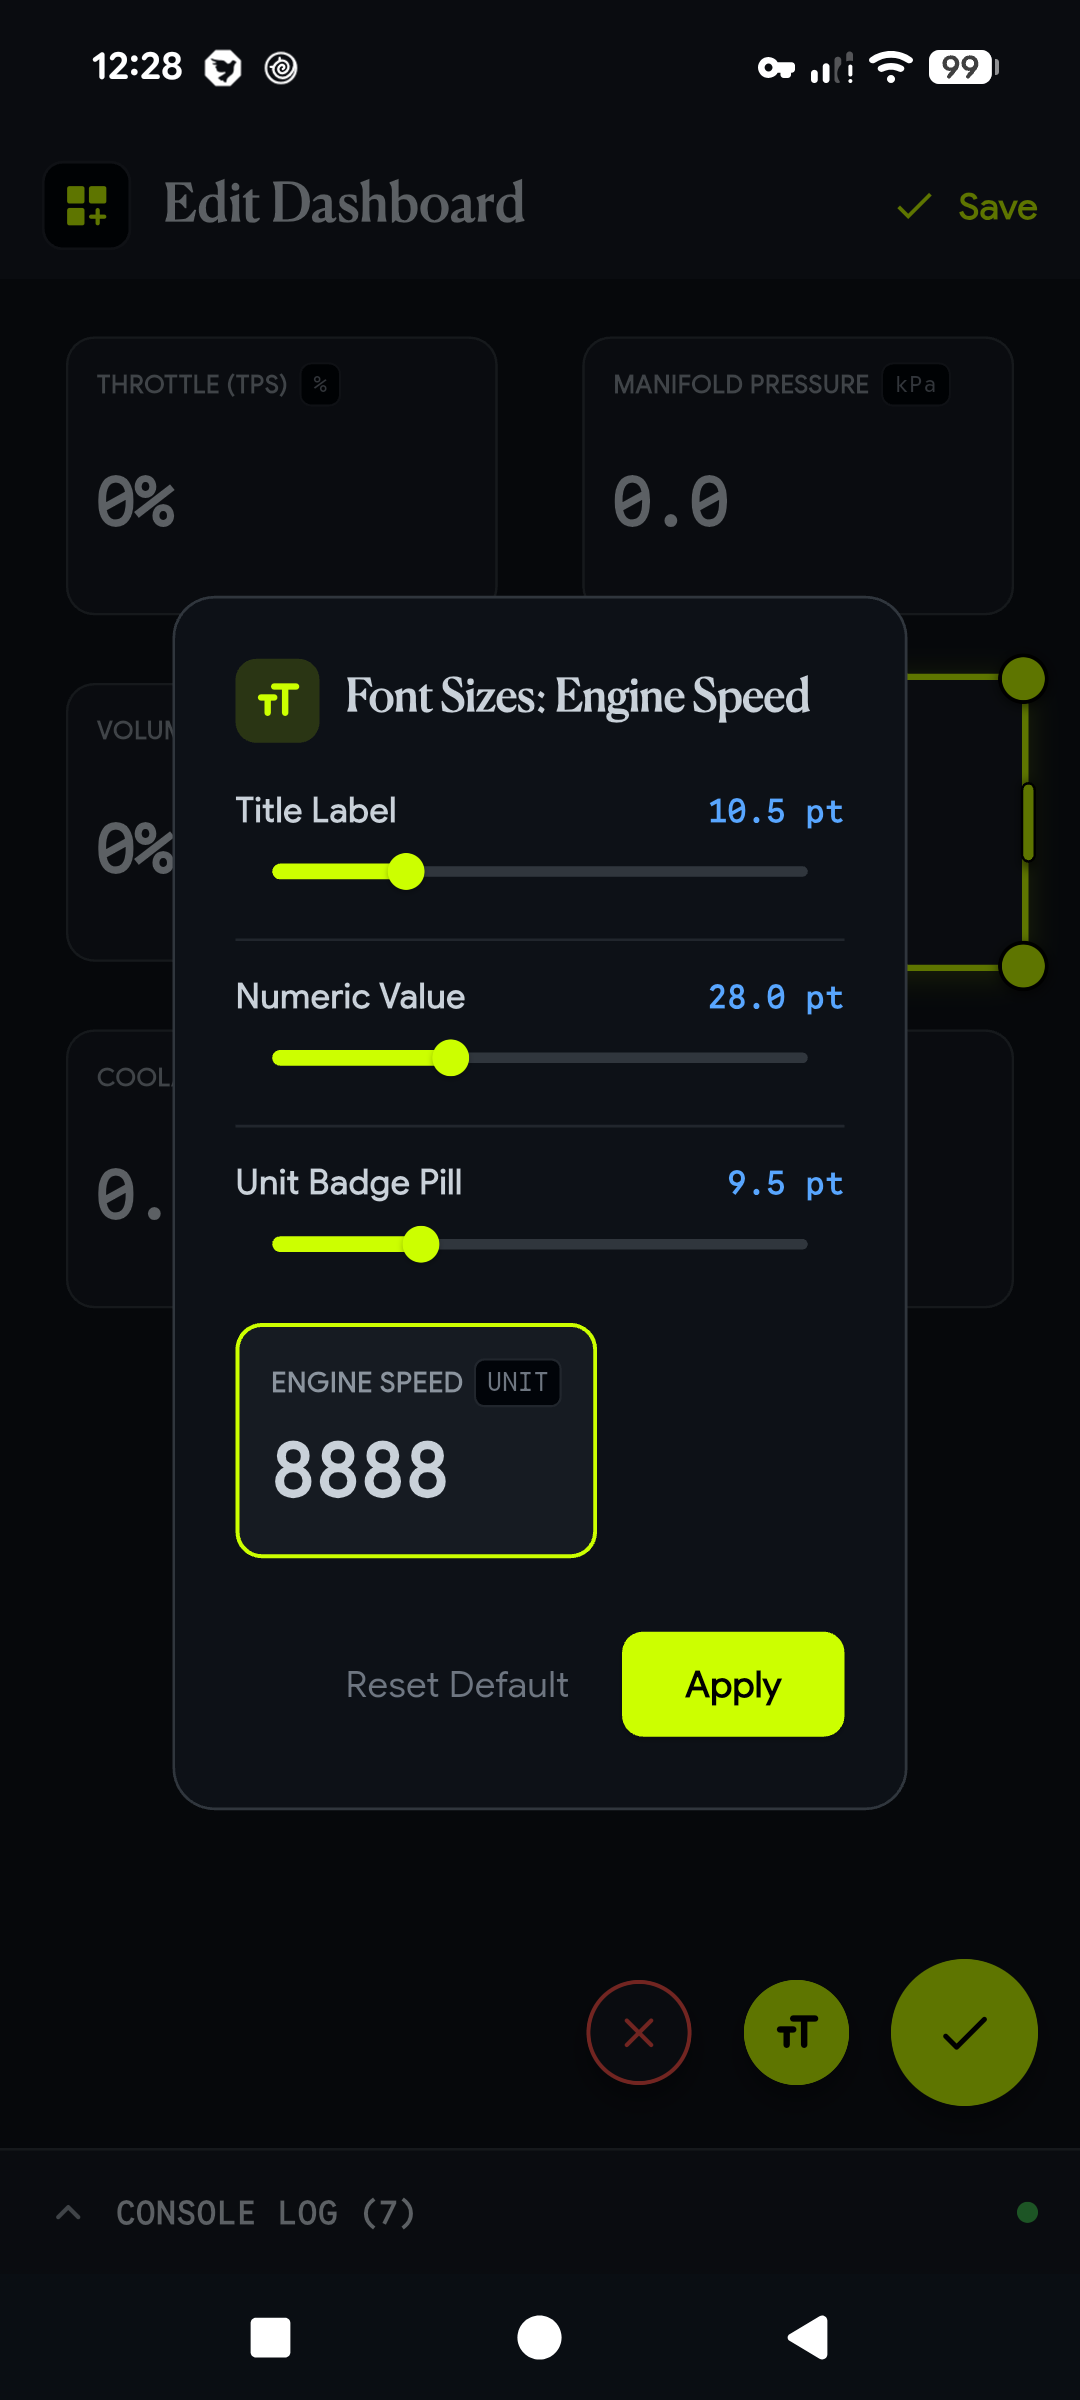 12:28
99
Edit Dashboard
Save
THROTTLE (TPS) %
0%
MANIFOLD PRESSURE kPa
0.0
0%
0.
Font Sizes: Engine Speed
Title Label 10.5 pt
Numeric Value 28.0 pt
Unit Badge Pill 9.5 pt
ENGINE SPEED UNIT
8888
Reset Default
Apply
CONSOLE LOG (7)